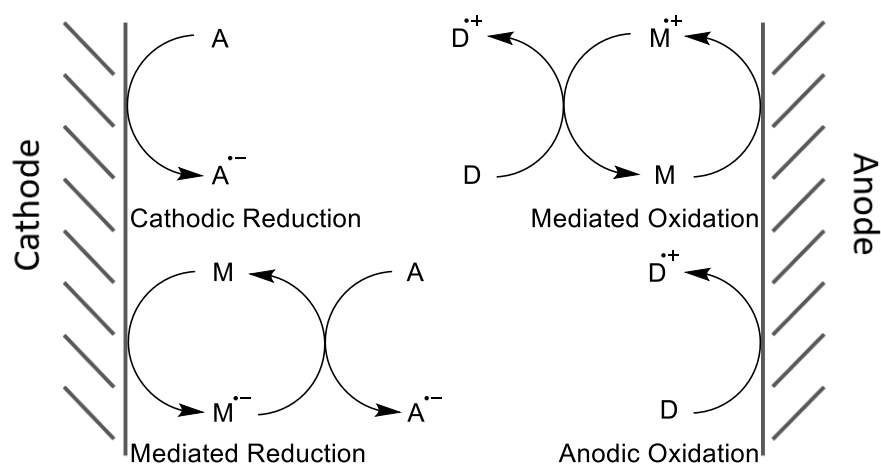 Cathode
A
A•−
Cathodic Reduction
M
A
M•−
A•−
Mediated Reduction
D•+
M•+
D
M
Mediated Oxidation
D•+
D
Anodic Oxidation
Anode